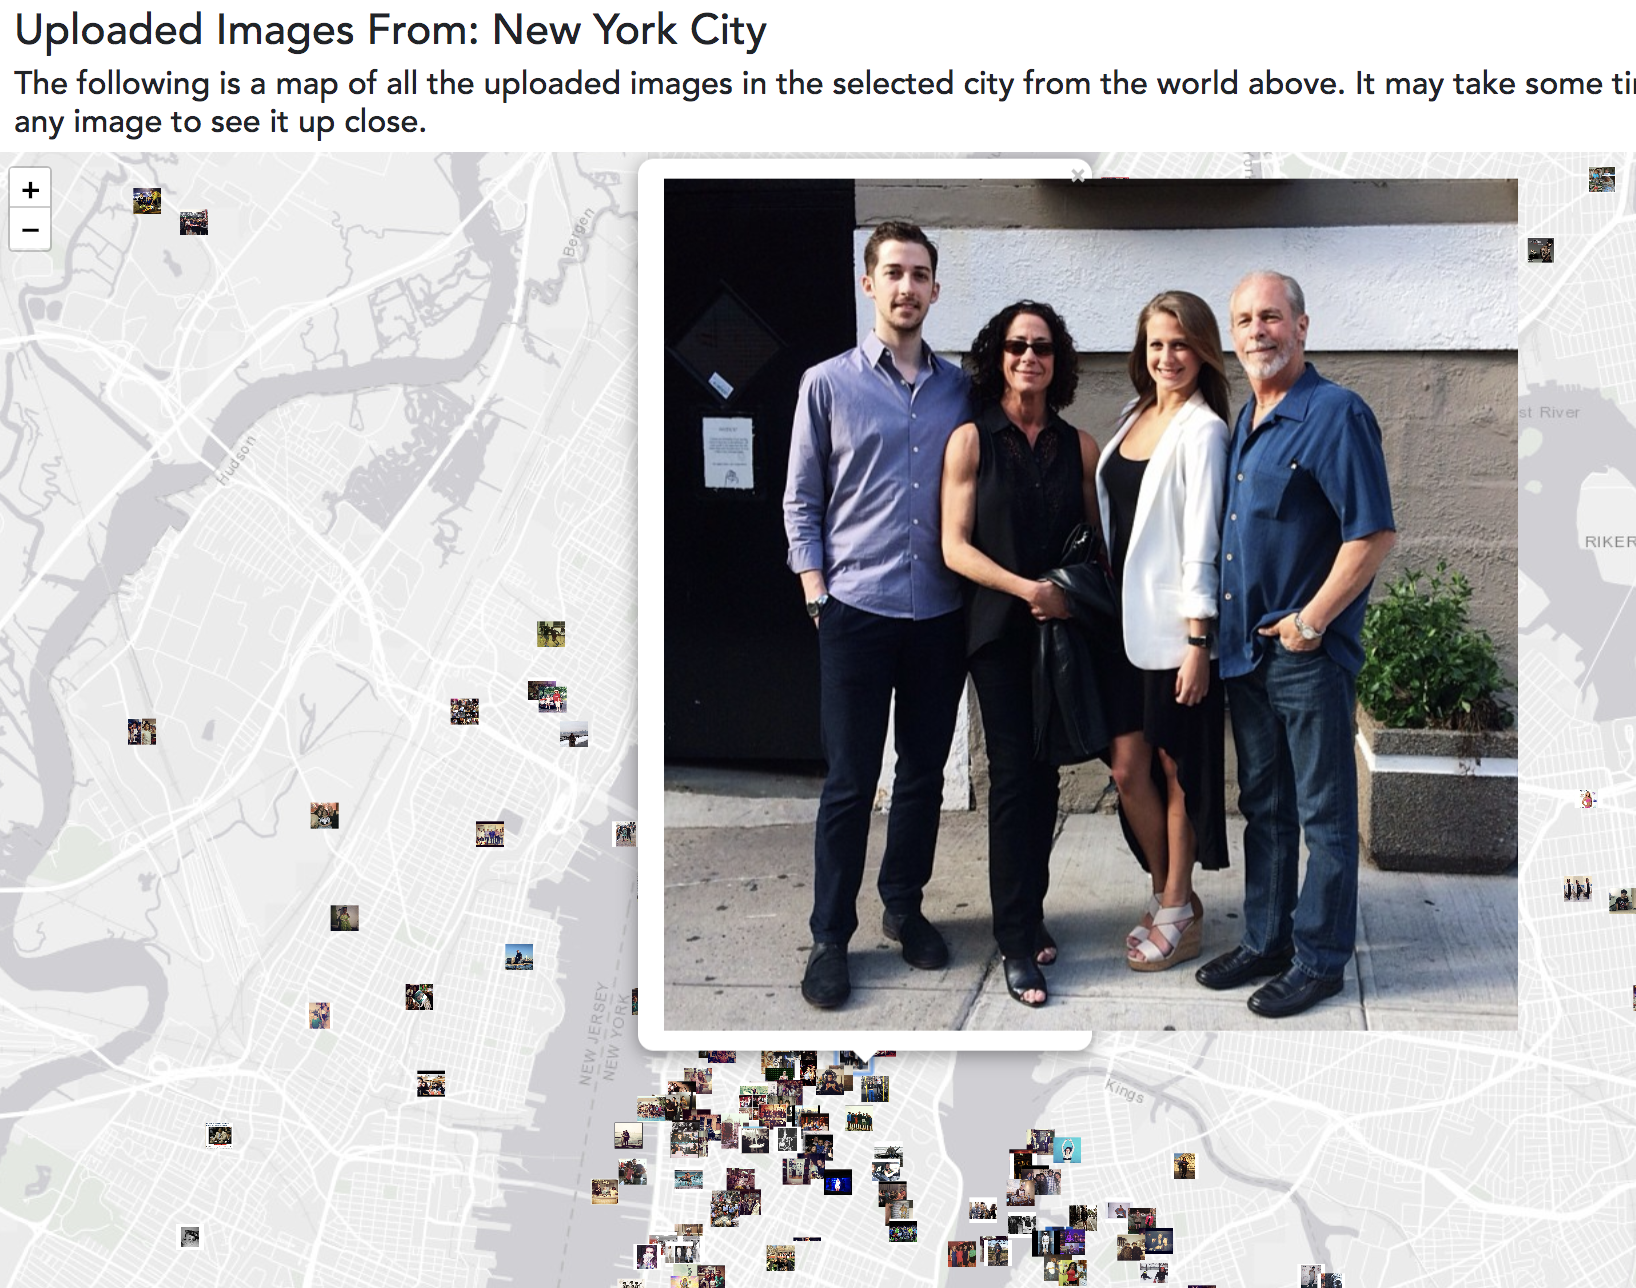 Uploaded Images From: New York City
The following is a map of all the uploaded images in the selected city from the world above. It may take some
any image to see it up close.
+
−
×
Bergen
Hudson
st River
RIKER
NEW JERSEY
NEW YORK
Kings